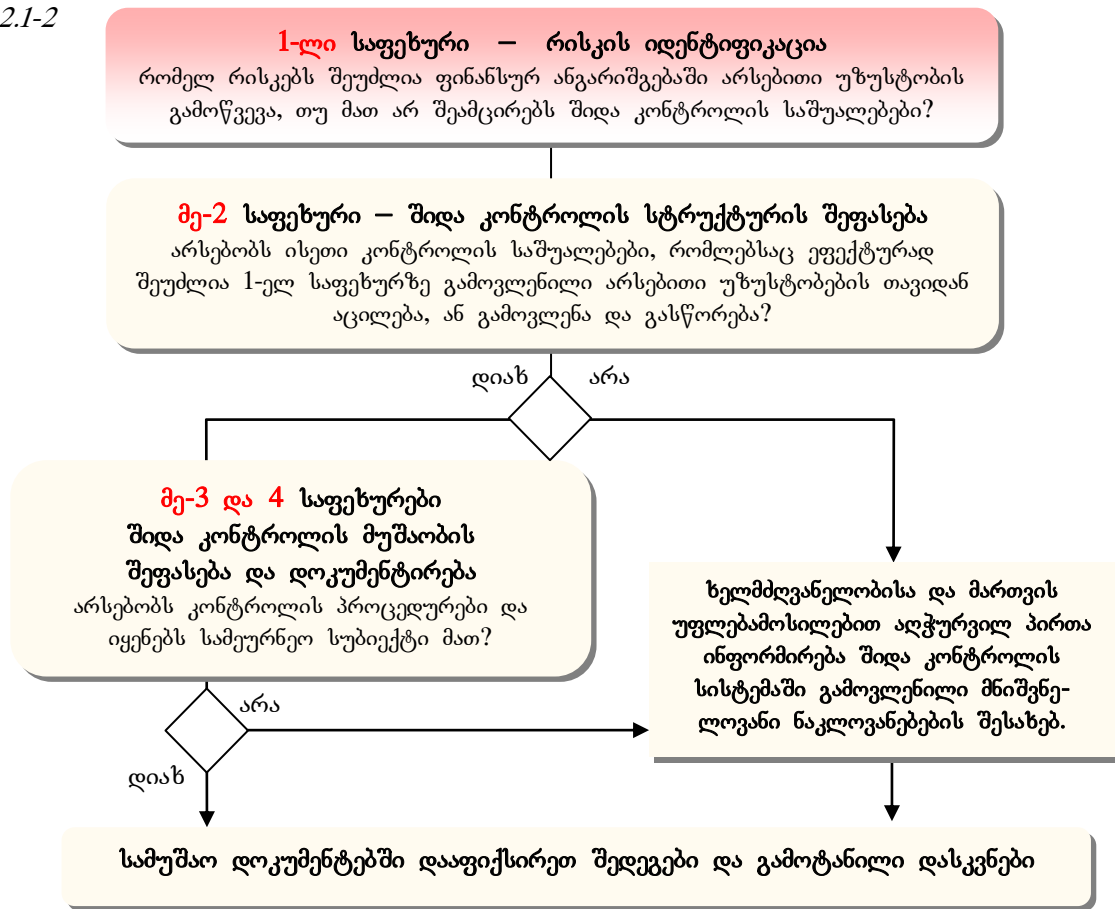 2.1-2
1-ლი საფეხური – რისკის იდენტიფიკაცია
რომელ რისკებს შეუძლია ფინანსურ ანგარიშგებაში არსებითი უზუსტობის
გამოწვევა, თუ მათ არ შეამცირებს შიდა კონტროლის საშუალებები?
მე-2 საფეხური – შიდა კონტროლის სტრუქტურის შეფასება
არსებობს ისეთი კონტროლის საშუალებები, რომლებსაც ეფექტურად
შეუძლია 1-ელ საფეხურზე გამოვლენილი არსებითი უზუსტობების თავიდან
აცილება, ან გამოვლენა და გასწორება?
დიახ არა
მე-3 და 4 საფეხურები
შიდა კონტროლის მუშაობის
შეფასება და დოკუმენტირება
არსებობს კონტროლის პროცედურები და
იყენებს სამეურნეო სუბიექტი მათ?
ხელმძღვანელობისა და მართვის
უფლებამოსილებით აღჭურვილ პირთა
ინფორმირება შიდა კონტროლის
სისტემაში გამოვლენილი მნიშვნე-
ლოვანი ნაკლოვანებების შესახებ.
არა
დიახ
სამუშაო დოკუმენტებში დააფიქსირეთ შედეგები და გამოტანილი დასკვნები